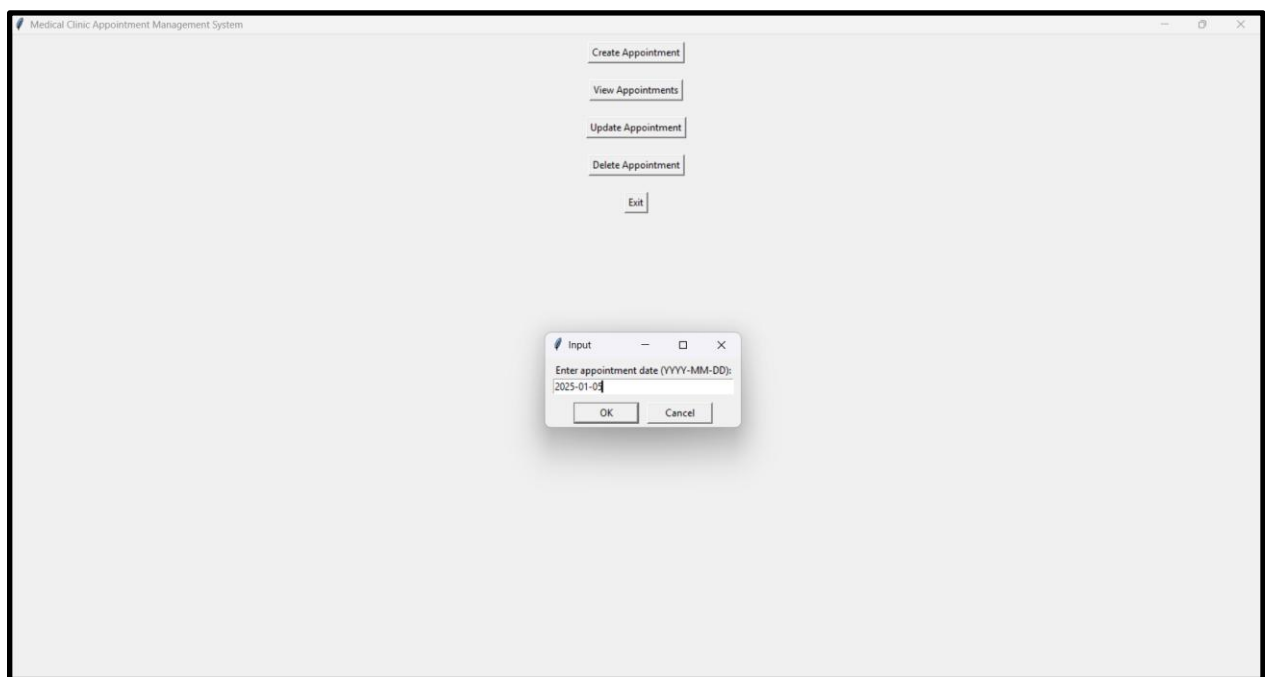 Medical Clinic Appointment Management System
Create Appointment
View Appointments
Update Appointment
Delete Appointment
Exit
Input
Enter appointment date (YYYY-MM-DD):
2025-01-05
OK Cancel